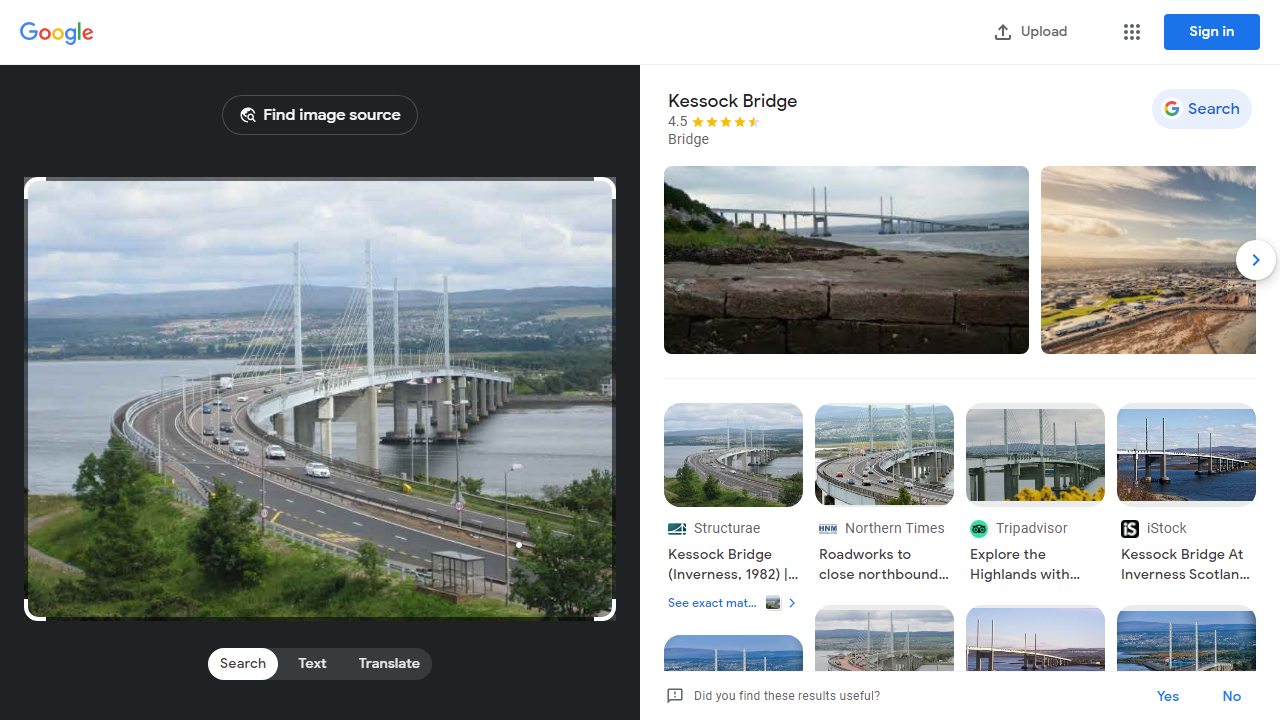 Google
Upload
Sign in
Find image source
Kessock Bridge
4.5
Bridge
Search
Structurae
Kessock Bridge
(Inverness, 1982) |...
See exact mat...
HNM
Northern Times
Roadworks to
close northbound...
Tripadvisor
Explore the
Highlands with...
iS
iStock
Kessock Bridge At
Inverness Scotlan...
Search
Text
Translate
Did you find these results useful?
Yes
No